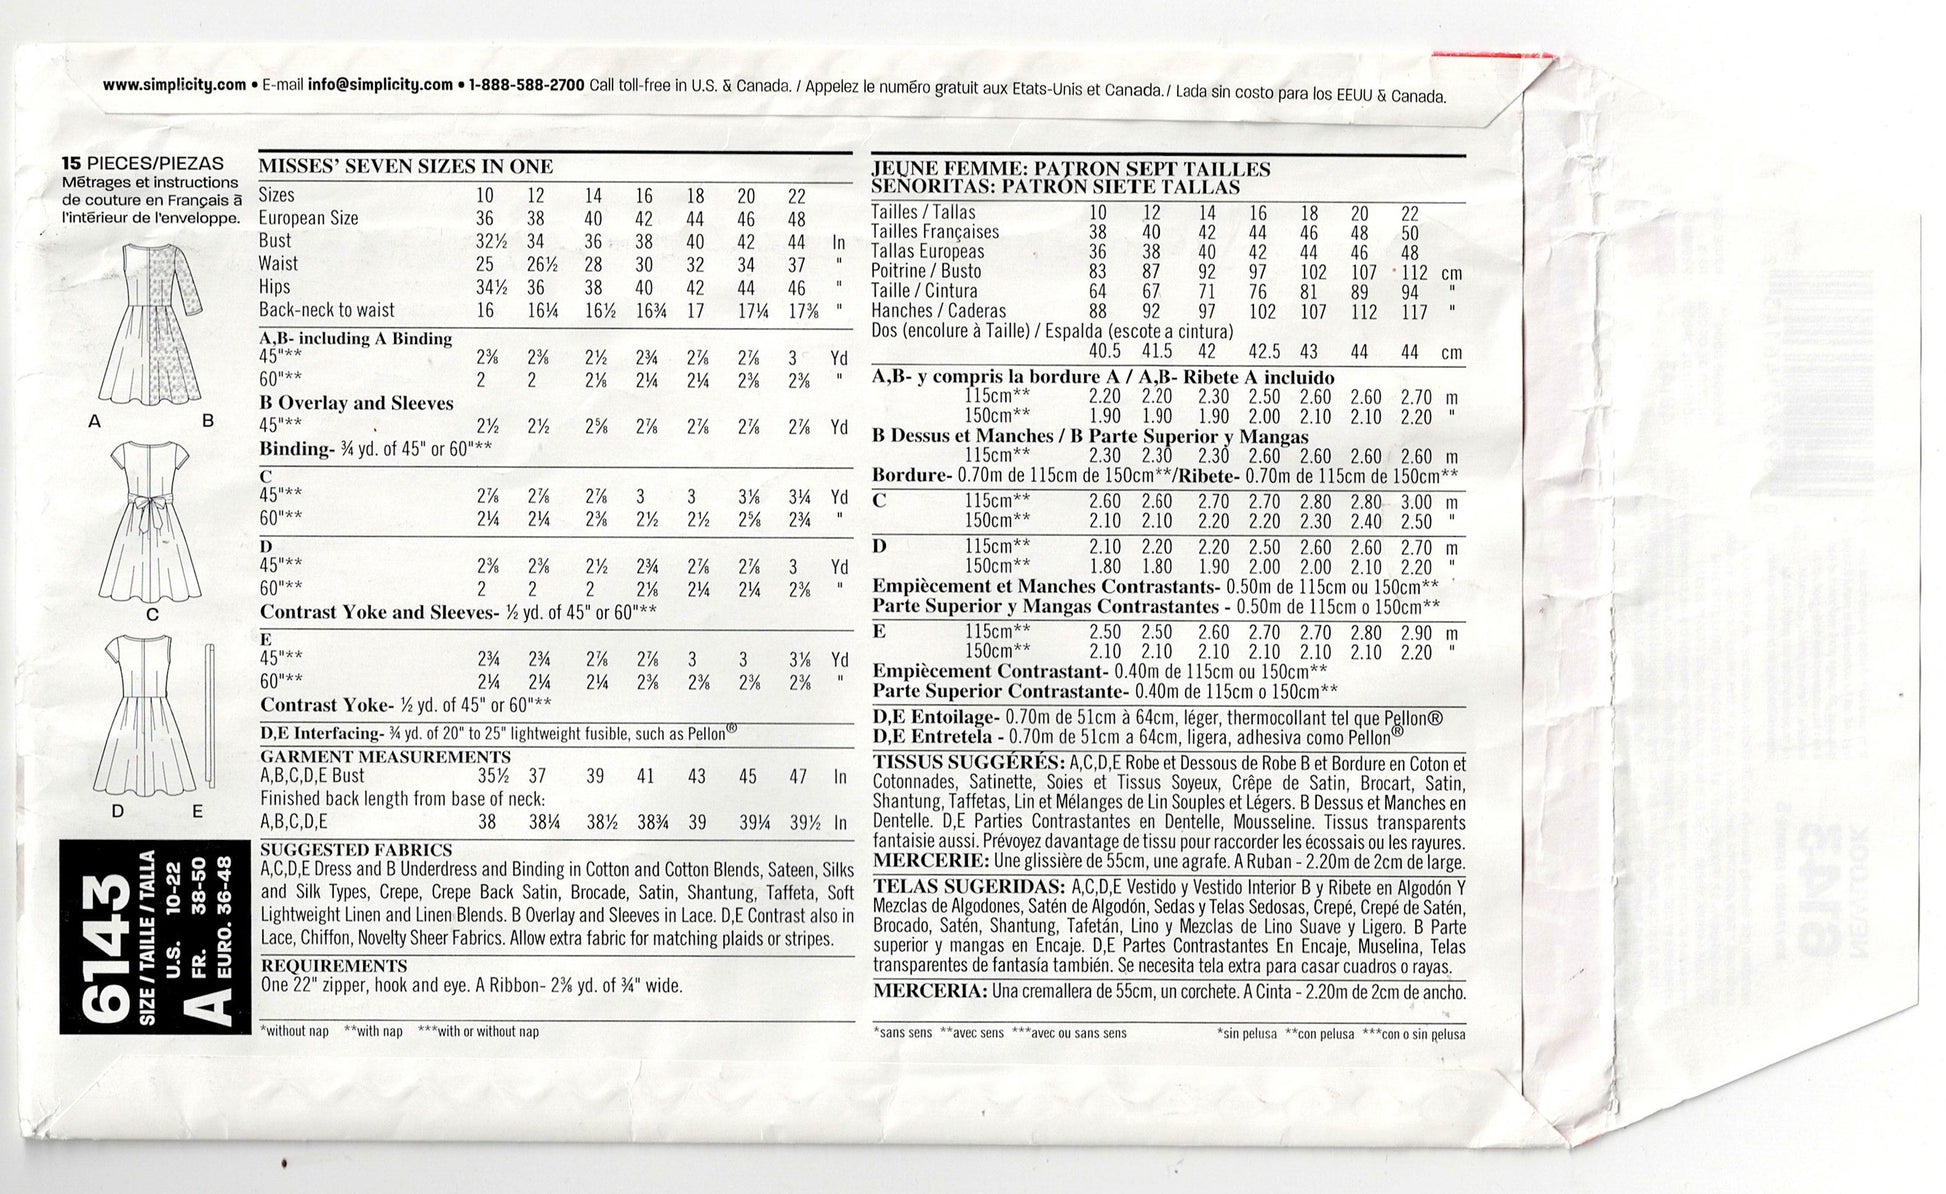 www.simplicity.com • E-mail info@simplicity.com • 1-888-588-2700 Call toll-free in U.S. & Canada. / Appelez le numéro gratuit aux Etats-Unis et Canada. / Lada sin costo para los EEUU & Canada.
15 PIECES/PIEZAS
Métrages et instructions
de couture en Français à
l'intérieur de l'enveloppe.
A B
C
D E
6143
SIZE / TAILLE / TALLA
U.S. 10-22
FR. 38-50
EURO. 36-48
A
MISSES' SEVEN SIZES IN ONE
Sizes 10 12 14 16 18 20 22
European Size 36 38 40 42 44 46 48
Bust 32½ 34 36 38 40 42 44 In
Waist 25 26½ 28 30 32 34 37 "
Hips 34½ 36 38 40 42 44 46 "
Back-neck to waist 16 16¼ 16½ 16¾ 17 17¼ 17⅜ "
A,B- including A Binding
45"** 2⅜ 2⅜ 2½ 2¾ 2⅞ 2⅞ 3 Yd
60"** 2 2 2⅛ 2¼ 2¼ 2⅜ 2⅜ "
B Overlay and Sleeves
45"** 2½ 2½ 2⅝ 2⅞ 2⅞ 2⅞ 2⅞ Yd
Binding- ¾ yd. of 45" or 60"**
C
45"** 2⅞ 2⅞ 2⅞ 3 3 3⅛ 3¼ Yd
60"** 2¼ 2¼ 2⅜ 2½ 2½ 2⅝ 2¾ "
D
45"** 2⅜ 2⅜ 2½ 2¾ 2⅞ 2⅞ 3 Yd
60"** 2 2 2 2⅛ 2¼ 2¼ 2⅜ "
Contrast Yoke and Sleeves- ½ yd. of 45" or 60"**
E
45"** 2¾ 2¾ 2⅞ 2⅞ 3 3 3⅛ Yd
60"** 2¼ 2¼ 2¼ 2⅜ 2⅜ 2⅜ 2⅜ "
Contrast Yoke- ½ yd. of 45" or 60"**
D,E Interfacing- ¾ yd. of 20" to 25" lightweight fusible, such as Pellon®
GARMENT MEASUREMENTS
A,B,C,D,E Bust 35½ 37 39 41 43 45 47 In
Finished back length from base of neck:
A,B,C,D,E 38 38¼ 38½ 38¾ 39 39¼ 39½ In
SUGGESTED FABRICS
A,C,D,E Dress and B Underdress and Binding in Cotton and Cotton Blends, Sateen, Silks
and Silk Types, Crepe, Crepe Back Satin, Brocade, Satin, Shantung, Taffeta, Soft
Lightweight Linen and Linen Blends. B Overlay and Sleeves in Lace. D,E Contrast also in
Lace, Chiffon, Novelty Sheer Fabrics. Allow extra fabric for matching plaids or stripes.
REQUIREMENTS
One 22" zipper, hook and eye. A Ribbon- 2⅜ yd. of ¾" wide.
*without nap **with nap ***with or without nap
JEUNE FEMME: PATRON SEPT TAILLES
SEÑORITAS: PATRÓN SIETE TALLAS
Tailles / Tallas 10 12 14 16 18 20 22
Tailles Françaises 38 40 42 44 46 48 50
Tallas Europeas 36 38 40 42 44 46 48
Poitrine / Busto 83 87 92 97 102 107 112 cm
Taille / Cintura 64 67 71 76 81 89 94 "
Hanches / Caderas 88 92 97 102 107 112 117 "
Dos (encolure à Taille) / Espalda (escote a cintura)
40.5 41.5 42 42.5 43 44 44 cm
A,B- y compris la bordure A / A,B- Ribete A incluido
115cm** 2.20 2.20 2.30 2.50 2.60 2.60 2.70 m
150cm** 1.90 1.90 1.90 2.00 2.10 2.10 2.20 "
B Dessus et Manches / B Parte Superior y Mangas
115cm** 2.30 2.30 2.30 2.60 2.60 2.60 2.60 m
Bordure- 0.70m de 115cm de 150cm**/Ribete- 0.70m de 115cm de 150cm**
C 115cm** 2.60 2.60 2.70 2.70 2.80 2.80 3.00 m
150cm** 2.10 2.10 2.20 2.20 2.30 2.40 2.50 "
D 115cm** 2.10 2.20 2.20 2.50 2.60 2.60 2.70 m
150cm** 1.80 1.80 1.90 2.00 2.00 2.10 2.20 "
Empiècement et Manches Contrastants- 0.50m de 115cm ou 150cm**
Parte Superior y Mangas Contrastantes - 0.50m de 115cm o 150cm**
E 115cm** 2.50 2.50 2.60 2.70 2.70 2.80 2.90 m
150cm** 2.10 2.10 2.10 2.10 2.10 2.10 2.20 "
Empiècement Contrastant- 0.40m de 115cm ou 150cm**
Parte Superior Contrastante- 0.40m de 115cm o 150cm**
D,E Entoilage- 0.70m de 51cm à 64cm, léger, thermocollant tel que Pellon®
D,E Entretela - 0.70m de 51cm a 64cm, ligera, adhesiva como Pellon®
TISSUS SUGGÉRÉS: A,C,D,E Robe et Dessous de Robe B et Bordure en Coton et
Cotonnades, Satinette, Soies et Tissus Soyeux, Crêpe de Satin, Brocart, Satin,
Shantung, Taffetas, Lin et Mélanges de Lin Souples et Légers. B Dessus et Manches en
Dentelle. D,E Parties Contrastantes en Dentelle, Mousseline. Tissus transparents
fantaisie aussi. Prévoyez davantage de tissu pour raccorder les écossais ou les rayures.
MERCERIE: Une glissière de 55cm, une agrafe. A Ruban - 2.20m de 2cm de large.
TELAS SUGERIDAS: A,C,D,E Vestido y Vestido Interior B y Ribete en Algodón Y
Mezclas de Algodones, Satén de Algodón, Sedas y Telas Sedosas, Crepé, Crepé de Satén,
Brocado, Satén, Shantung, Tafetán, Lino y Mezclas de Lino Suave y Ligero. B Parte
superior y mangas en Encaje. D,E Partes Contrastantes En Encaje, Muselina, Telas
transparentes de fantasía también. Se necesita tela extra para casar cuadros o rayas.
MERCERIA: Una cremallera de 55cm, un corchete. A Cinta - 2.20m de 2cm de ancho.
*sans sens **avec sens ***avec ou sans sens *sin pelusa **con pelusa ***con o sin pelusa
6143
NEW LOOK